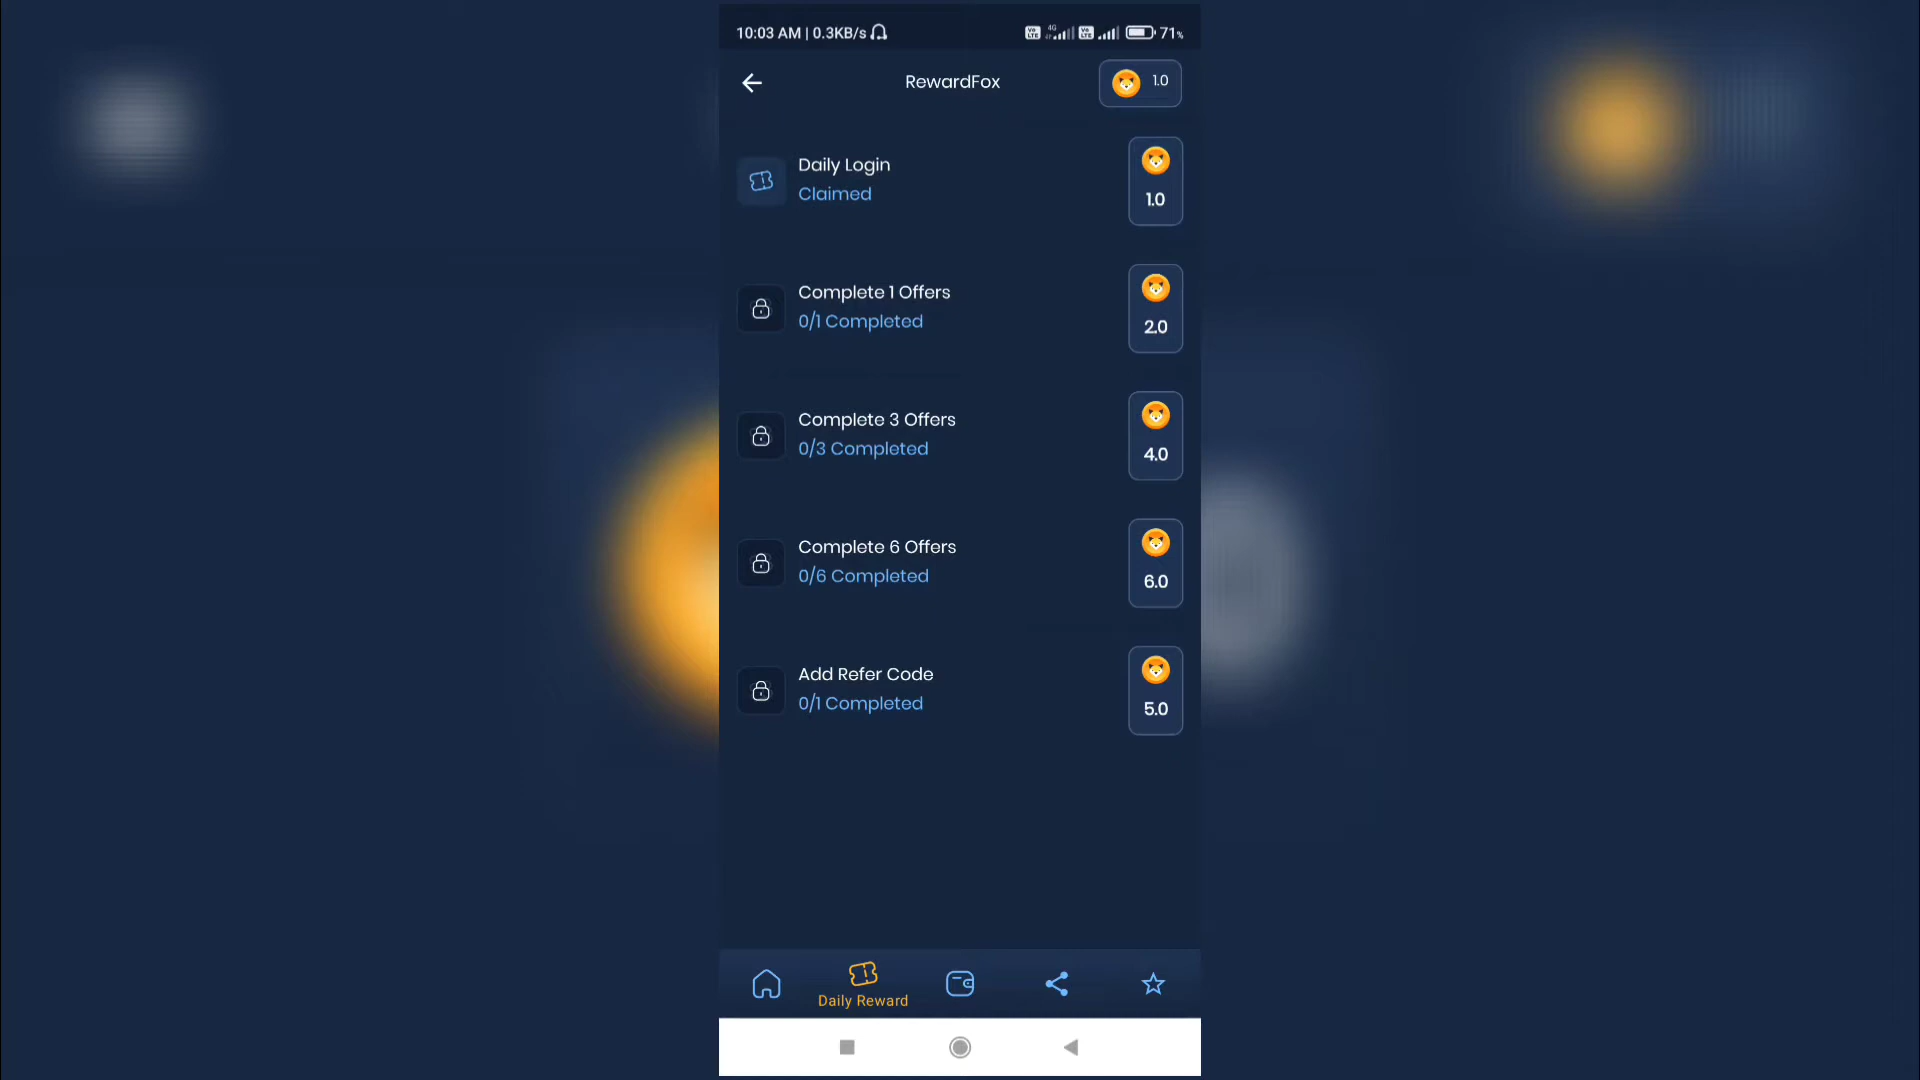 10:03 AM | 0.3KB/s 4G 71%
RewardFox 1.0
Daily Login
Claimed
1.0
Complete 1 Offers
0/1 Completed
2.0
Complete 3 Offers
0/3 Completed
4.0
Complete 6 Offers
0/6 Completed
6.0
Add Refer Code
0/1 Completed
5.0
Daily Reward